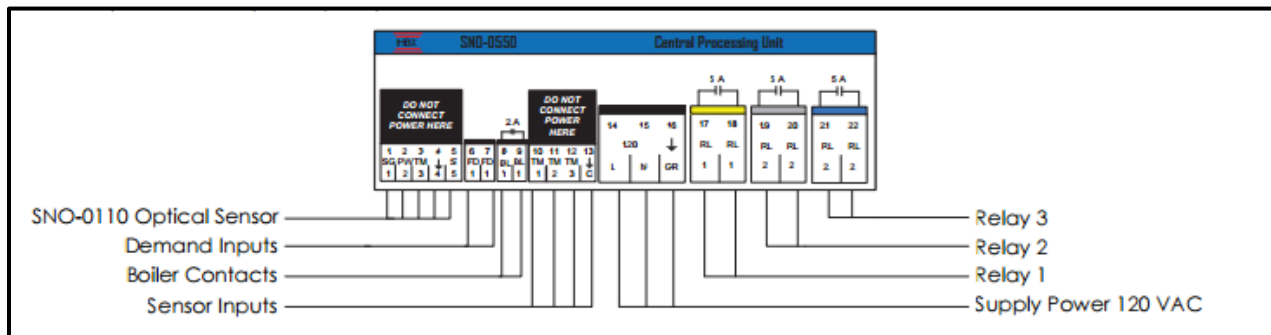 HBX SNO-0550 Central Processing Unit
5 A 5 A 5 A
DO NOT CONNECT POWER HERE
2 A
DO NOT CONNECT POWER HERE
1 2 3 4 5 6 7 8 9 10 11 12 13 14 15 16 17 18 19 20 21 22
SG PW TM S FD FD BL BL TM TM TM 120 RL RL RL RL RL RL
1 2 3 4 5 1 1 1 1 1 2 3 C L N GR 1 1 2 2 2 2
SNO-0110 Optical Sensor
Demand Inputs
Boiler Contacts
Sensor Inputs
Relay 3
Relay 2
Relay 1
Supply Power 120 VAC